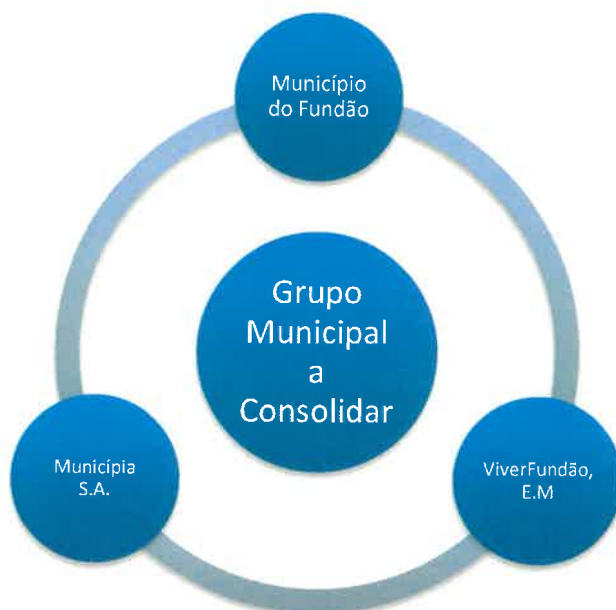 Município
do Fundão
Grupo
Municipal
a
Consolidar
Municípia
S.A.
ViverFundão,
E.M